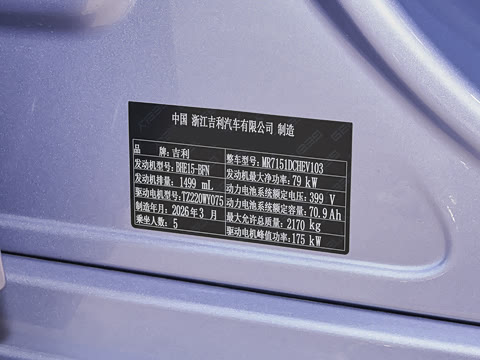 中国 浙江吉利汽车有限公司 制造
品 牌:吉利
整车型号:MR7151DCHEV103
发动机型号:BHE15-BFN
发动机最大净功率:79 kW
发动机排量:1499 mL
动力电池系统额定电压:399 V
驱动电机型号:TZ220WY075
动力电池系统额定容量:70.9Ah
制造年月:2026年3月
最大允许总质量:2170 kg
乘坐人数:5
驱动电机峰值功率:175 kW